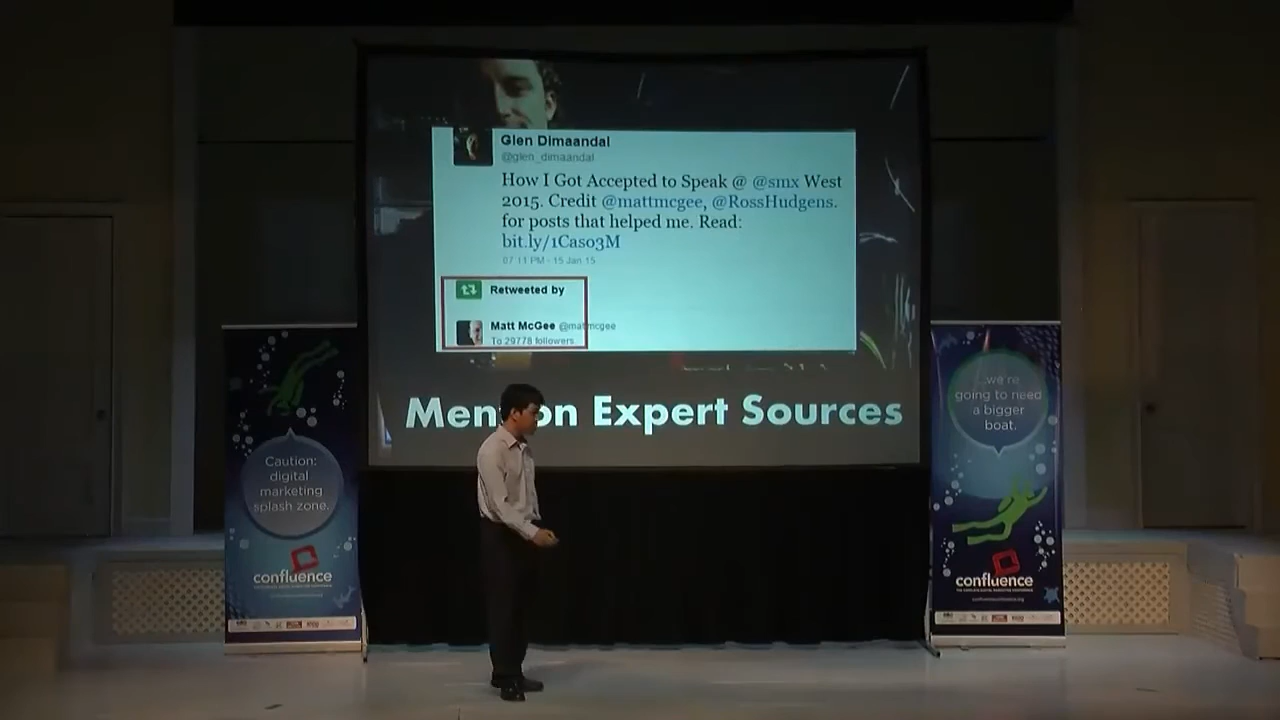 Glen Dimaandal
@glen_dimaandal
How I Got Accepted to Speak @ @smx West
2015. Credit @mattmcgee, @RossHudgens.
for posts that helped me. Read:
bit.ly/1Caso3M
07:11 PM - 15 Jan 15
Retweeted by
Matt McGee @mattmcgee
To 29778 followers
Men on Expert Sources
Caution:
digital
marketing
splash zone.
confluence
...we're
going to need
a bigger
boat.
confluence